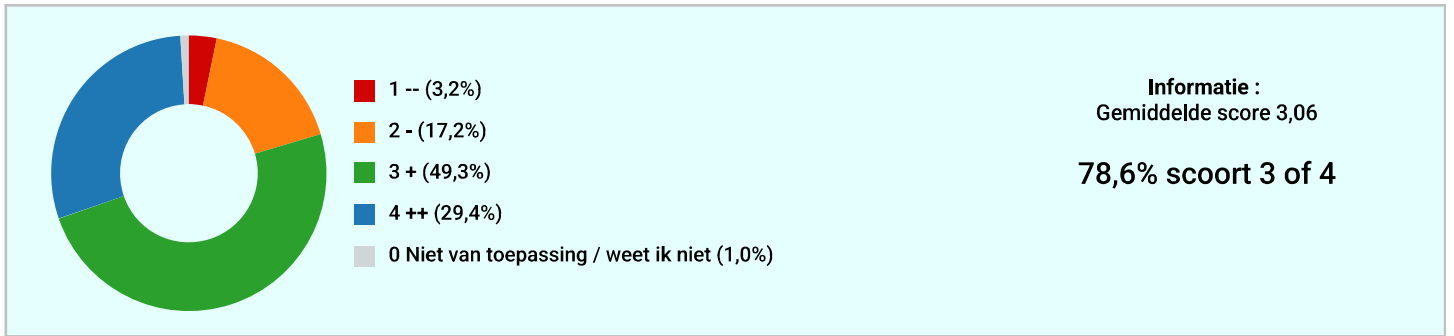 1 -- (3,2%)
2 - (17,2%)
3 + (49,3%)
4 ++ (29,4%)
0 Niet van toepassing / weet ik niet (1,0%)
Informatie :
Gemiddelde score 3,06
78,6% scoort 3 of 4